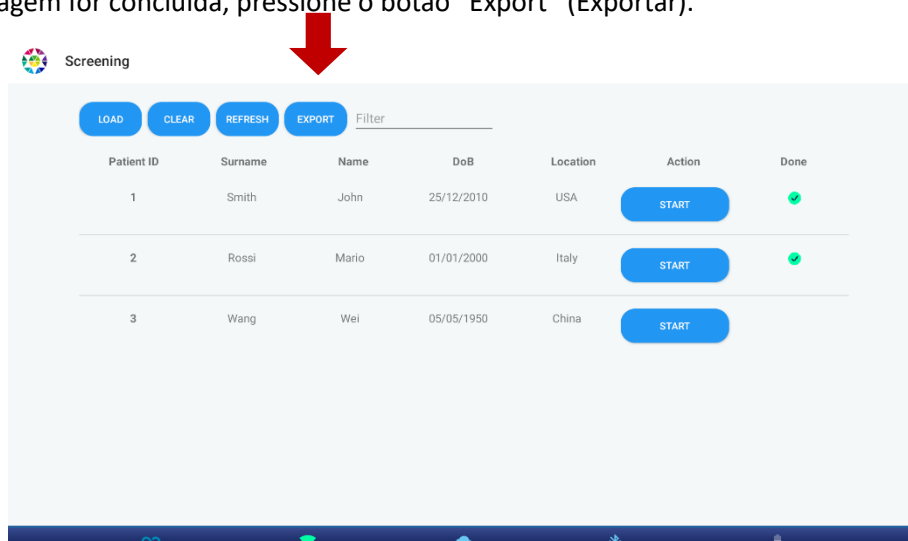 agem for concluída, pressione o botão "Export" (Exportar).
Screening
LOAD CLEAR REFRESH EXPORT Filter
Patient ID Surname Name DoB Location Action Done
1 Smith John 25/12/2010 USA START
2 Rossi Mario 01/01/2000 Italy START
3 Wang Wei 05/05/1950 China START